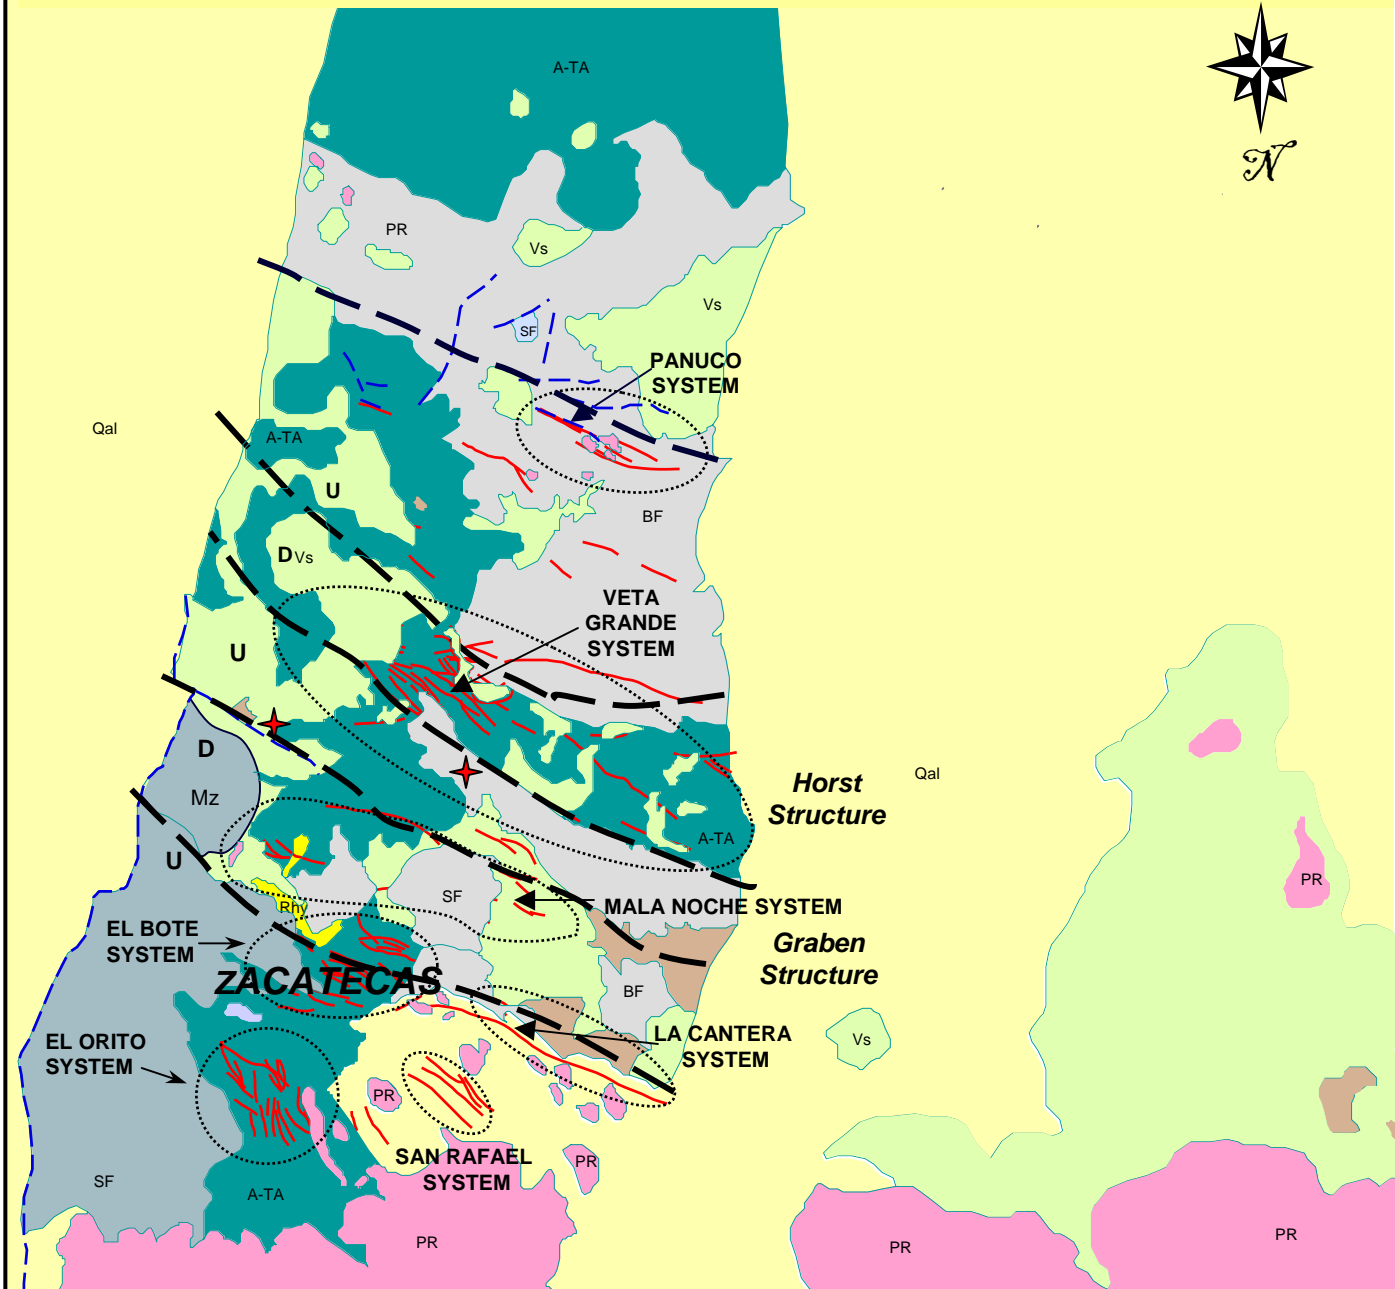 A-TA
N
PR
Vs
Vs
SF
PANUCO
SYSTEM
Qal
A-TA
U
BF
D
Vs
VETA
GRANDE
SYSTEM
U
D
Mz
Horst
Structure
Qal
A-TA
U
PR
SF
Rhy
MALA NOCHE SYSTEM
EL BOTE
SYSTEM
Graben
Structure
ZACATECAS
BF
LA CANTERA
SYSTEM
Vs
EL ORITO
SYSTEM
PR
SAN RAFAEL
SYSTEM
PR
SF
A-TA
PR
PR
PR